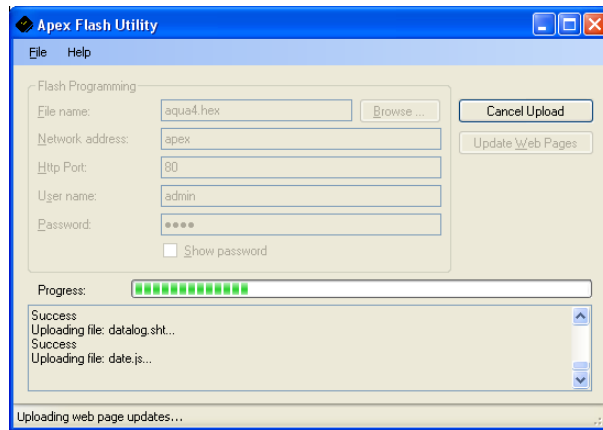 Apex Flash Utility
File Help
Flash Programming
File name: aqua4.hex Browse ...
Cancel Upload
Network address: apex
Update Web Pages
Http Port: 80
User name: admin
Password: ●●●●
Show password
Progress:
Success
Uploading file: datalog.sht...
Success
Uploading file: date.js...
Uploading web page updates...